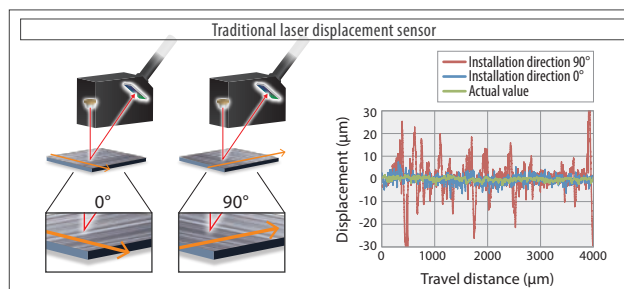 Traditional laser displacement sensor
0°
90°
Installation direction 90°
Installation direction 0°
Actual value
Displacement (μm)
30
20
10
0
-10
-20
-30
0
1000
2000
3000
4000
Travel distance (μm)